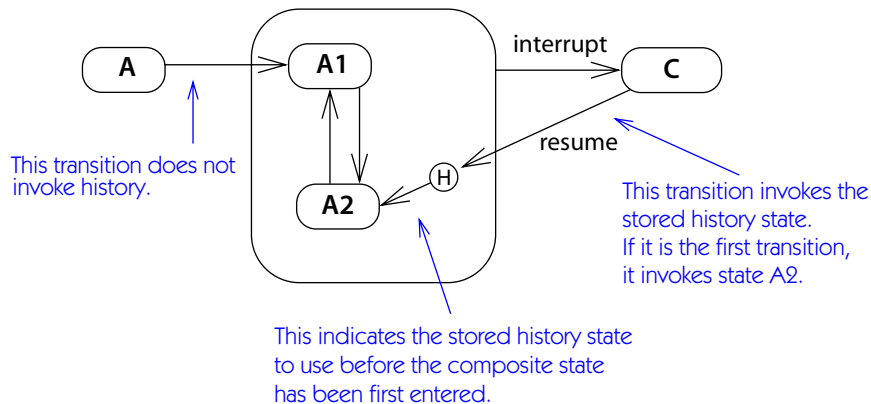 interrupt
A
A1
C
resume
This transition does not
invoke history.
H
A2
This transition invokes the
stored history state.
If it is the first transition,
it invokes state A2.
This indicates the stored history state
to use before the composite state
has been first entered.